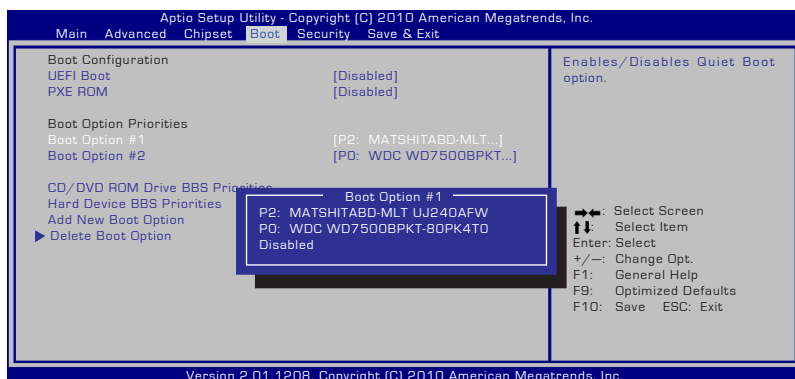 Aptio Setup Utility - Copyright (C) 2010 American Megatrends, Inc.
Main Advanced Chipset Boot Security Save & Exit
Boot Configuration
UEFI Boot [Disabled]
PXE ROM [Disabled]
Boot Option Priorities
Boot Option #1 [P2: MATSHITABD-MLT...]
Boot Option #2 [P0: WDC WD7500BPKT...]
CD/DVD ROM Drive BBS Priorities
Hard Device BBS Priorities
Add New Boot Option
Delete Boot Option
Boot Option #1
P2: MATSHITABD-MLT UJ240AFW
P0: WDC WD7500BPKT-80PK4T0
Disabled
Enables/Disables Quiet Boot
option.
→←: Select Screen
↑↓: Select Item
Enter: Select
+/—: Change Opt.
F1: General Help
F9: Optimized Defaults
F10: Save ESC: Exit
Version 2.01.1208. Copyright (C) 2010 American Megatrends, Inc.